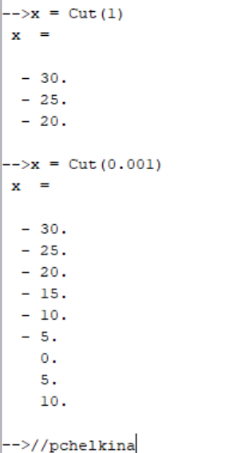 -->x = Cut(1)
x =
- 30.
- 25.
- 20.
-->x = Cut(0.001)
x =
- 30.
- 25.
- 20.
- 15.
- 10.
- 5.
0.
5.
10.
-->//pchelkina